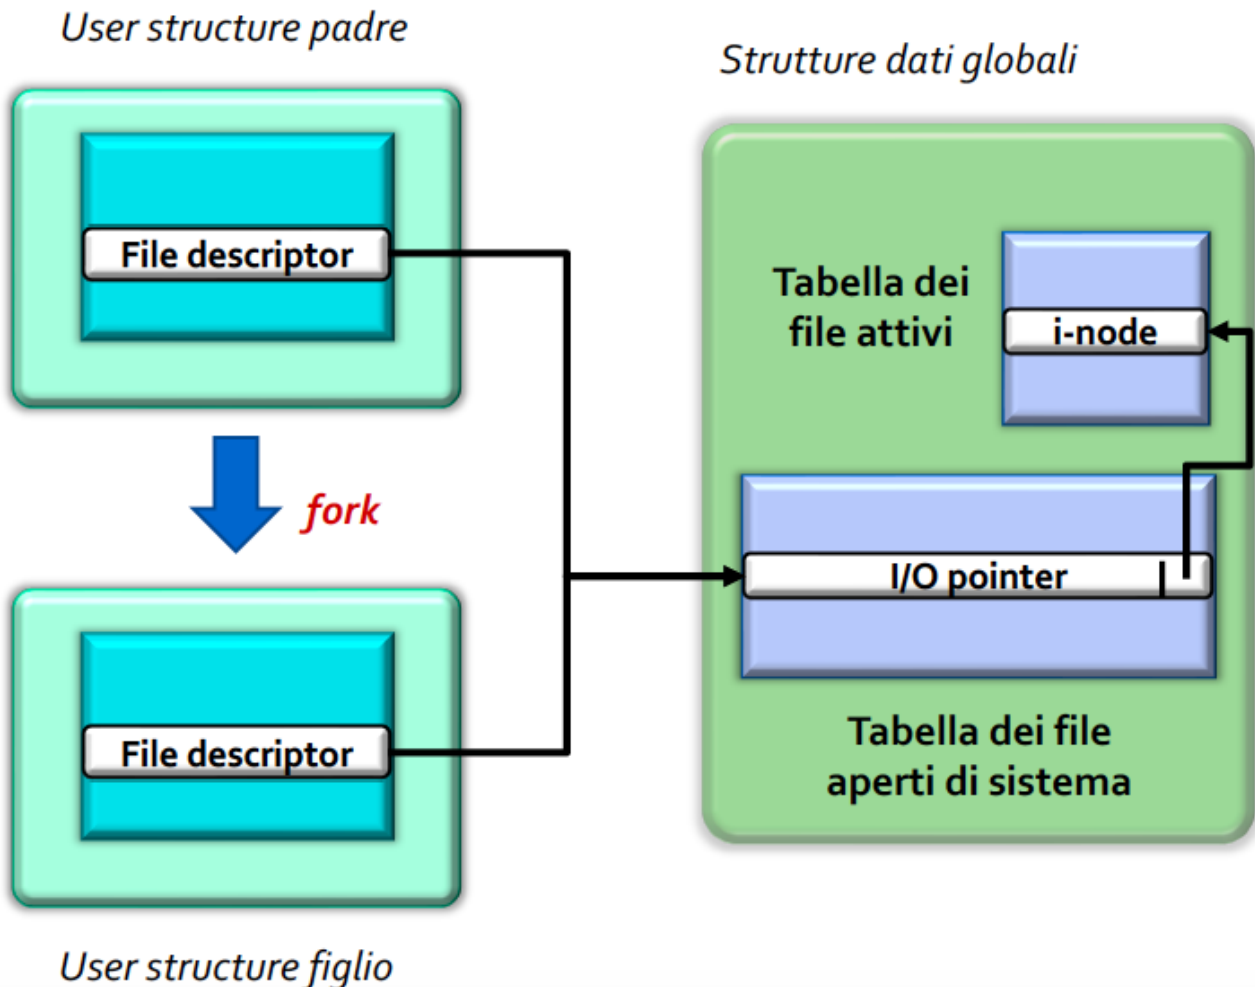 User structure padre
Strutture dati globali
File descriptor
Tabella dei
file attivi
i-node
fork
I/O pointer
File descriptor
Tabella dei file
aperti di sistema
User structure figlio